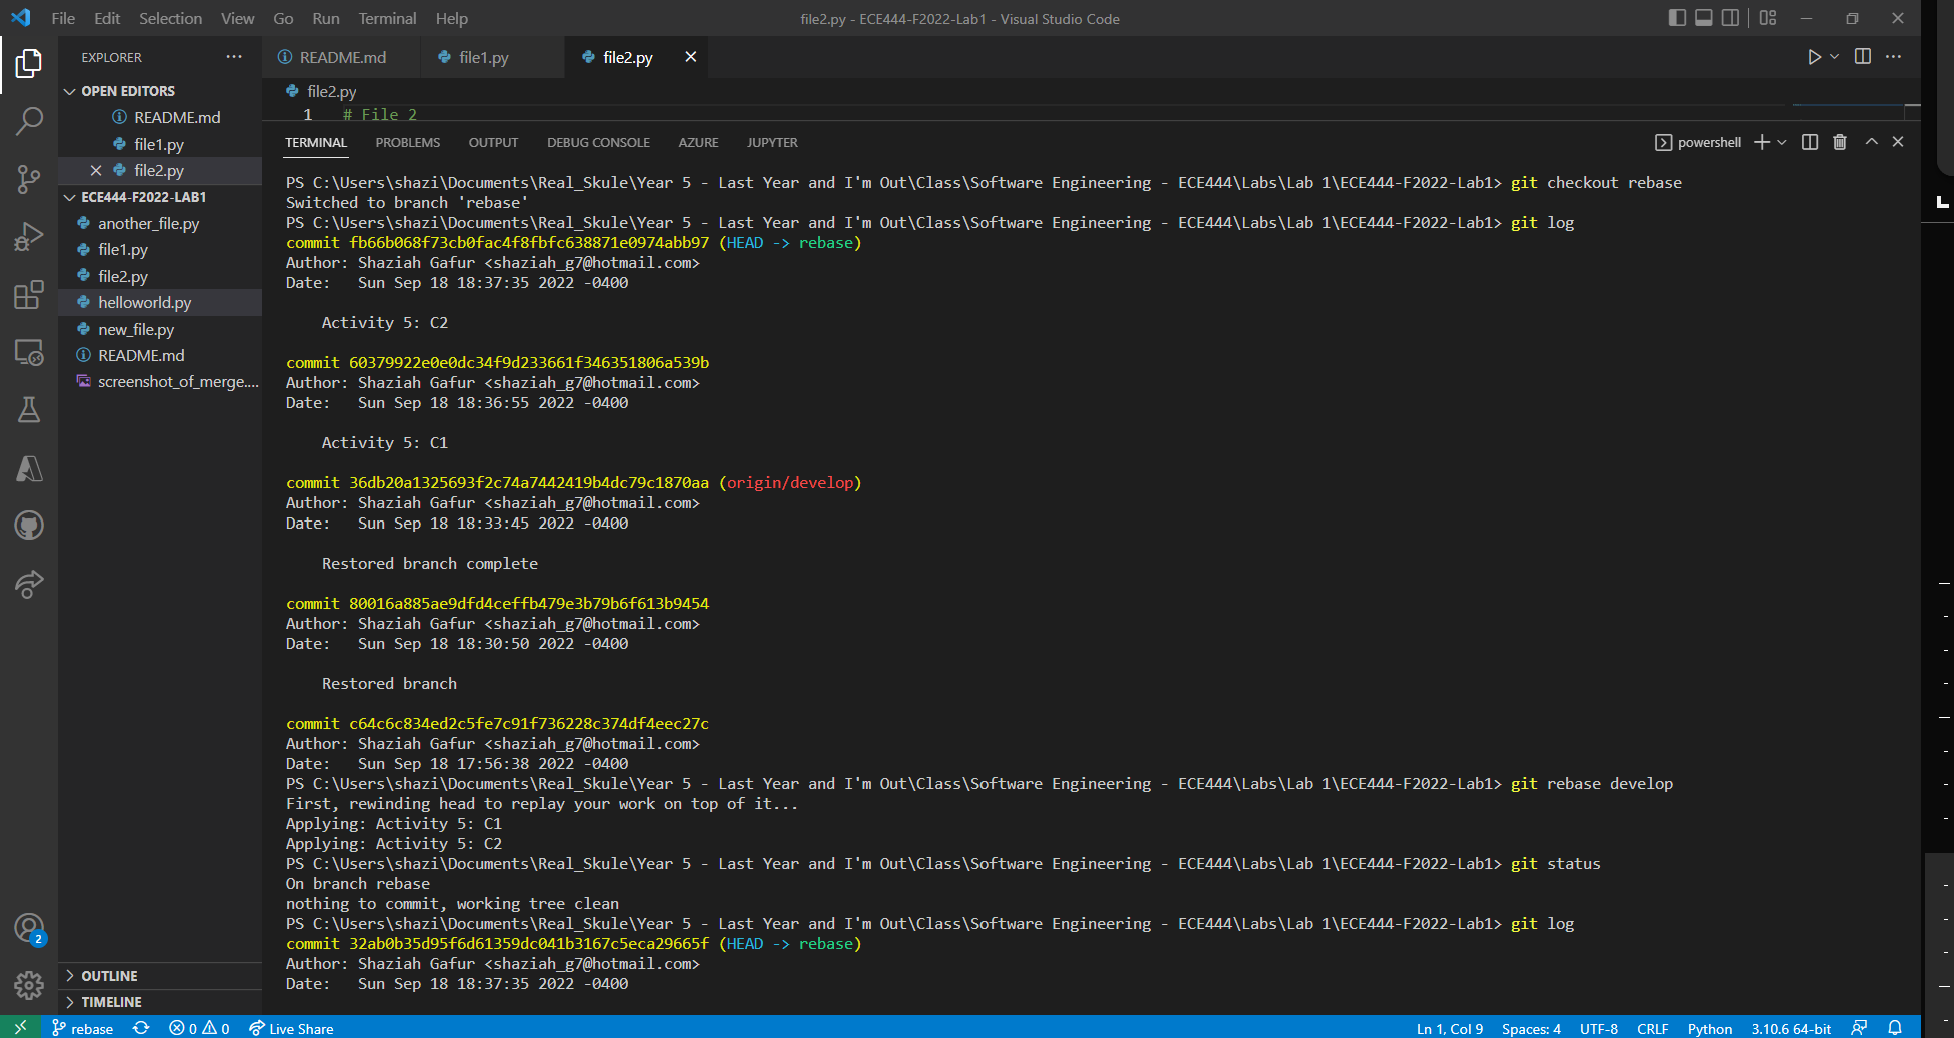 File Edit Selection View Go Run Terminal Help
file2.py - ECE444-F2022-Lab1 - Visual Studio Code
EXPLORER
OPEN EDITORS
README.md
file1.py
file2.py
ECE444-F2022-LAB1
another_file.py
file1.py
file2.py
helloworld.py
new_file.py
README.md
screenshot_of_merge....
OUTLINE
TIMELINE
README.md file1.py file2.py
file2.py
1 # File 2
TERMINAL PROBLEMS OUTPUT DEBUG CONSOLE AZURE JUPYTER
powershell
PS C:\Users\shazi\Documents\Real_Skule\Year 5 - Last Year and I'm Out\Class\Software Engineering - ECE444\Labs\Lab 1\ECE444-F2022-Lab1> git checkout rebase
Switched to branch 'rebase'
PS C:\Users\shazi\Documents\Real_Skule\Year 5 - Last Year and I'm Out\Class\Software Engineering - ECE444\Labs\Lab 1\ECE444-F2022-Lab1> git log
commit fb66b068f73cb0fac4f8fbfc638871e0974abb97 (HEAD -> rebase)
Author: Shaziah Gafur <shaziah_g7@hotmail.com>
Date:   Sun Sep 18 18:37:35 2022 -0400
Activity 5: C2
commit 60379922e0e0dc34f9d233661f346351806a539b
Author: Shaziah Gafur <shaziah_g7@hotmail.com>
Date:   Sun Sep 18 18:36:55 2022 -0400
Activity 5: C1
commit 36db20a1325693f2c74a7442419b4dc79c1870aa (origin/develop)
Author: Shaziah Gafur <shaziah_g7@hotmail.com>
Date:   Sun Sep 18 18:33:45 2022 -0400
Restored branch complete
commit 80016a885ae9dfd4ceffb479e3b79b6f613b9454
Author: Shaziah Gafur <shaziah_g7@hotmail.com>
Date:   Sun Sep 18 18:30:50 2022 -0400
Restored branch
commit c64c6c834ed2c5fe7c91f736228c374df4eec27c
Author: Shaziah Gafur <shaziah_g7@hotmail.com>
Date:   Sun Sep 18 17:56:38 2022 -0400
PS C:\Users\shazi\Documents\Real_Skule\Year 5 - Last Year and I'm Out\Class\Software Engineering - ECE444\Labs\Lab 1\ECE444-F2022-Lab1> git rebase develop
First, rewinding head to replay your work on top of it...
Applying: Activity 5: C1
Applying: Activity 5: C2
PS C:\Users\shazi\Documents\Real_Skule\Year 5 - Last Year and I'm Out\Class\Software Engineering - ECE444\Labs\Lab 1\ECE444-F2022-Lab1> git status
On branch rebase
nothing to commit, working tree clean
PS C:\Users\shazi\Documents\Real_Skule\Year 5 - Last Year and I'm Out\Class\Software Engineering - ECE444\Labs\Lab 1\ECE444-F2022-Lab1> git log
commit 32ab0b35d95f6d61359dc041b3167c5eca29665f (HEAD -> rebase)
Author: Shaziah Gafur <shaziah_g7@hotmail.com>
Date:   Sun Sep 18 18:37:35 2022 -0400
2
rebase 0 0 Live Share
Ln 1, Col 9 Spaces: 4 UTF-8 CRLF Python 3.10.6 64-bit